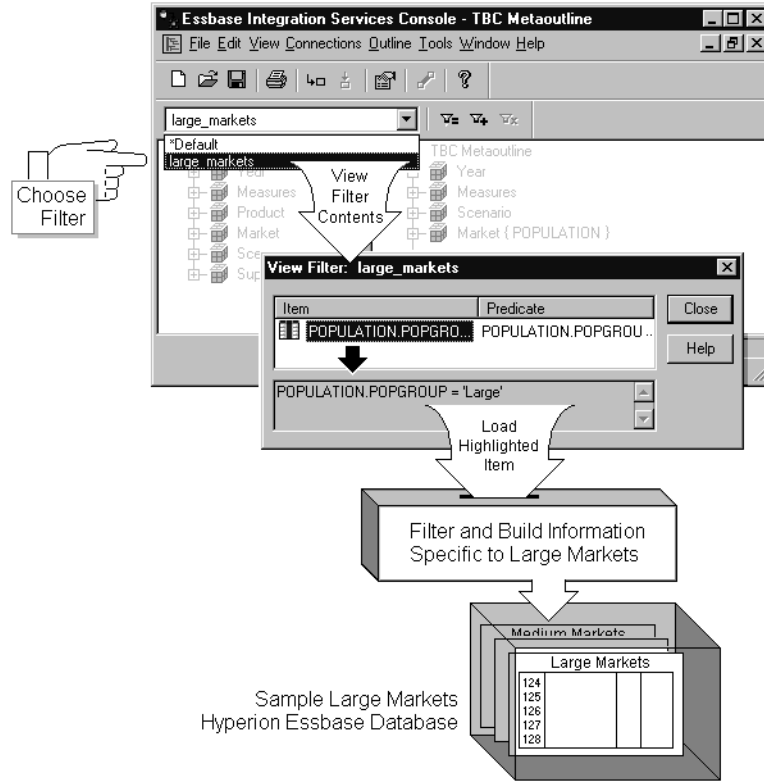 Essbase Integration Services Console - TBC Metaoutline
File Edit View Connections Outline Tools Window Help
large_markets
*Default
large_markets
TBC Metaoutline
Year
Year
Measures
Measures
Product
Scenario
Market
Market { POPULATION }
Choose
Filter
View
Filter
Contents
View Filter: large_markets
Item
Predicate
POPULATION.POPGRO...
POPULATION.POPGROU...
Close
Help
POPULATION.POPGROUP = 'Large'
Load
Highlighted
Item
Filter and Build Information
Specific to Large Markets
Medium Markets
Large Markets
124
125
126
127
128
Sample Large Markets
Hyperion Essbase Database